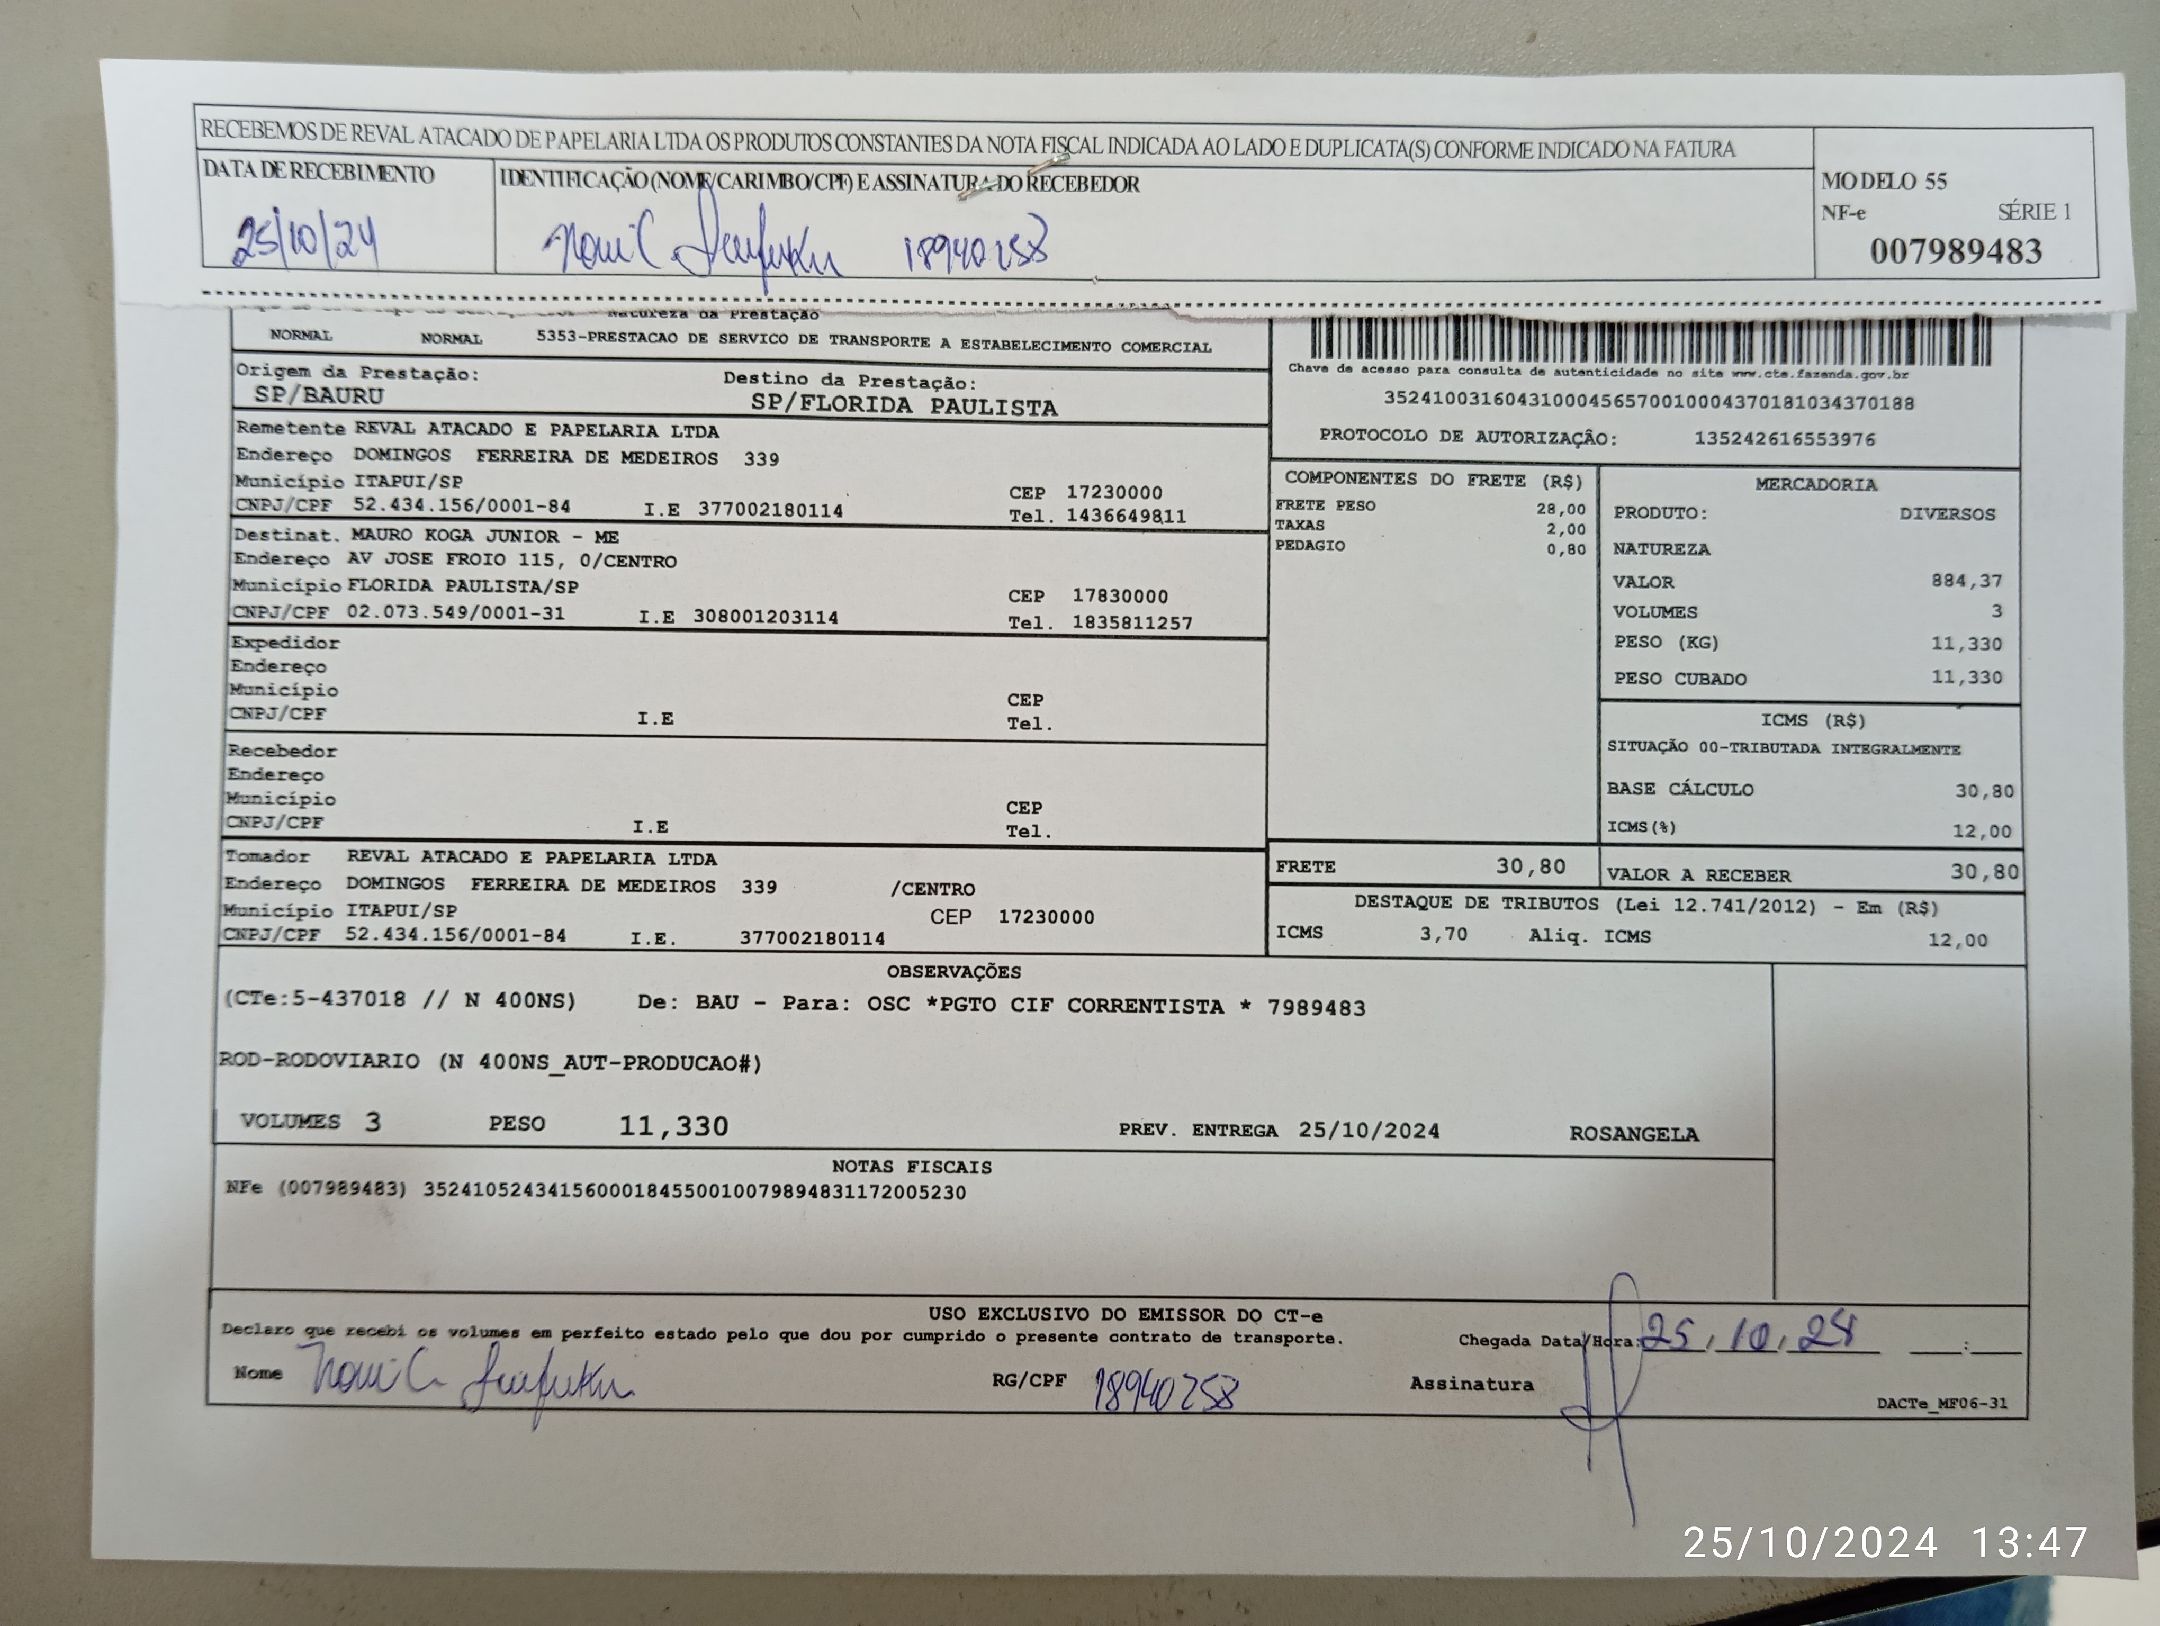 RECEBEMOS DE REVAL ATACADO DE PAPELARIA LTDA OS PRODUTOS CONSTANTES DA NOTA FISCAL INDICADA AO LADO E DUPLICATA(S) CONFORME INDICADO NA FATURA
DATA DE RECEBIMENTO
25/10/24
IDENTIFICAÇÃO (NOME/CARIMBO/CPF) E ASSINATURA DO RECEBEDOR
18940258
MODELO 55
NF-e SÉRIE 1
007989483
Natureza da Prestação
NORMAL NORMAL 5353-PRESTACAO DE SERVICO DE TRANSPORTE A ESTABELECIMENTO COMERCIAL
Origem da Prestação: Destino da Prestação:
SP/BAURU SP/FLORIDA PAULISTA
Remetente REVAL ATACADO E PAPELARIA LTDA
Endereço DOMINGOS FERREIRA DE MEDEIROS 339
Município ITAPUI/SP CEP 17230000
CNPJ/CPF 52.434.156/0001-84 I.E 377002180114 Tel. 1436649811
Destinat. MAURO KOGA JUNIOR - ME
Endereço AV JOSE FROIO 115, 0/CENTRO
Município FLORIDA PAULISTA/SP CEP 17830000
CNPJ/CPF 02.073.549/0001-31 I.E 308001203114 Tel. 1835811257
Expedidor
Endereço
Município CEP
CNPJ/CPF I.E Tel.
Recebedor
Endereço
Município CEP
CNPJ/CPF I.E Tel.
Tomador REVAL ATACADO E PAPELARIA LTDA
Endereço DOMINGOS FERREIRA DE MEDEIROS 339 /CENTRO
Município ITAPUI/SP CEP 17230000
CNPJ/CPF 52.434.156/0001-84 I.E. 377002180114
Chave de acesso para consulta de autenticidade no site www.cte.fazenda.gov.br
35241003160431000456570010004370181034370188
PROTOCOLO DE AUTORIZAÇÂO: 135242616553976
COMPONENTES DO FRETE (R$)
FRETE PESO 28,00
TAXAS 2,00
PEDAGIO 0,80
MERCADORIA
PRODUTO: DIVERSOS
NATUREZA
VALOR 884,37
VOLUMES 3
PESO (KG) 11,330
PESO CUBADO 11,330
ICMS (R$)
SITUAÇÃO 00-TRIBUTADA INTEGRALMENTE
BASE CÁLCULO 30,80
ICMS(%) 12,00
FRETE 30,80 VALOR A RECEBER 30,80
DESTAQUE DE TRIBUTOS (Lei 12.741/2012) - Em (R$)
ICMS 3,70 Aliq. ICMS 12,00
OBSERVAÇÕES
(CTe:5-437018 // N 400NS) De: BAU - Para: OSC *PGTO CIF CORRENTISTA * 7989483
ROD-RODOVIARIO (N 400NS_AUT-PRODUCAO#)
VOLUMES 3 PESO 11,330 PREV. ENTREGA 25/10/2024 ROSANGELA
NOTAS FISCAIS
NFe (007989483) 35241052434156000184550010079894831172005230
USO EXCLUSIVO DO EMISSOR DO CT-e
Declaro que recebi os volumes em perfeito estado pelo que dou por cumprido o presente contrato de transporte. Chegada Data/Hora: 25, 10, 24 :
Nome RG/CPF 18940258 Assinatura
DACTe_MF06-31
25/10/2024 13:47